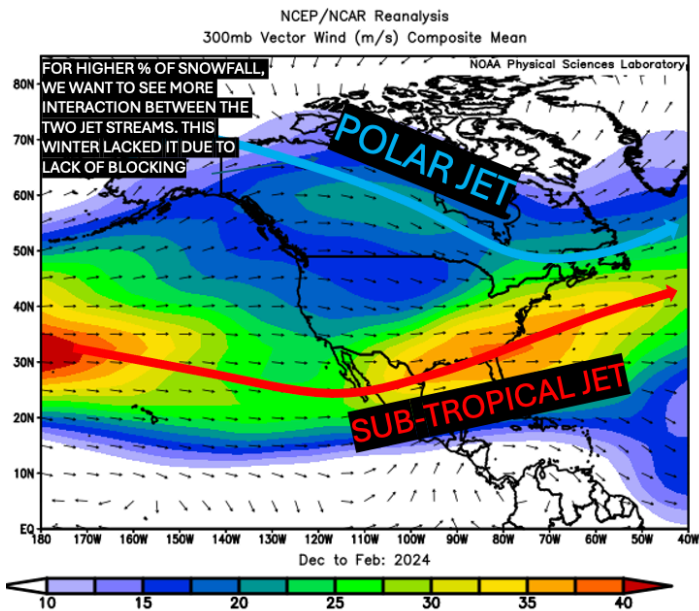 NCEP/NCAR Reanalysis
300mb Vector Wind (m/s) Composite Mean
NOAA Physical Sciences Laboratory
FOR HIGHER % OF SNOWFALL,
WE WANT TO SEE MORE
INTERACTION BETWEEN THE
TWO JET STREAMS. THIS
WINTER LACKED IT DUE TO
LACK OF BLOCKING
POLAR JET
SUB-TROPICAL JET
80N
70N
60N
50N
40N
30N
20N
10N
EQ
180 170W 160W 150W 140W 130W 120W 110W 100W 90W 80W 70W 60W 50W 40W
Dec to Feb: 2024
10 15 20 25 30 35 40